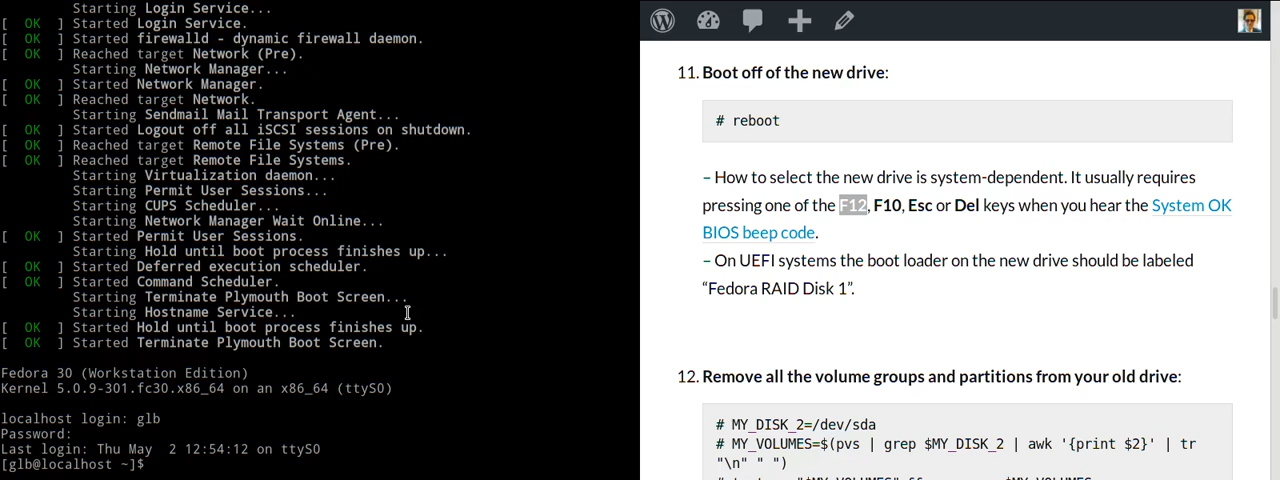 Starting Login Service...
[  OK  ] Started Login Service.
[  OK  ] Started firewalld - dynamic firewall daemon.
[  OK  ] Reached target Network (Pre).
Starting Network Manager...
[  OK  ] Started Network Manager.
[  OK  ] Reached target Network.
Starting Sendmail Mail Transport Agent...
[  OK  ] Started Logout off all iSCSI sessions on shutdown.
[  OK  ] Reached target Remote File Systems (Pre).
[  OK  ] Reached target Remote File Systems.
Starting Virtualization daemon...
Starting Permit User Sessions...
Starting CUPS Scheduler...
Starting Network Manager Wait Online...
[  OK  ] Started Permit User Sessions.
Starting Hold until boot process finishes up...
[  OK  ] Started Deferred execution scheduler.
[  OK  ] Started Command Scheduler.
Starting Terminate Plymouth Boot Screen...
Starting Hostname Service...
[  OK  ] Started Hold until boot process finishes up.
[  OK  ] Started Terminate Plymouth Boot Screen.
Fedora 30 (Workstation Edition)
Kernel 5.0.9-301.fc30.x86_64 on an x86_64 (ttyS0)
localhost login: glb
Password:
Last login: Thu May  2 12:54:12 on ttyS0
[glb@localhost ~]$
11. Boot off of the new drive:
# reboot
– How to select the new drive is system-dependent. It usually requires
pressing one of the F12, F10, Esc or Del keys when you hear the System OK
BIOS beep code.
– On UEFI systems the boot loader on the new drive should be labeled
“Fedora RAID Disk 1”.
12. Remove all the volume groups and partitions from your old drive:
# MY_DISK_2=/dev/sda
# MY_VOLUMES=$(pvs | grep $MY_DISK_2 | awk '{print $2}' | tr
"\n" " ")